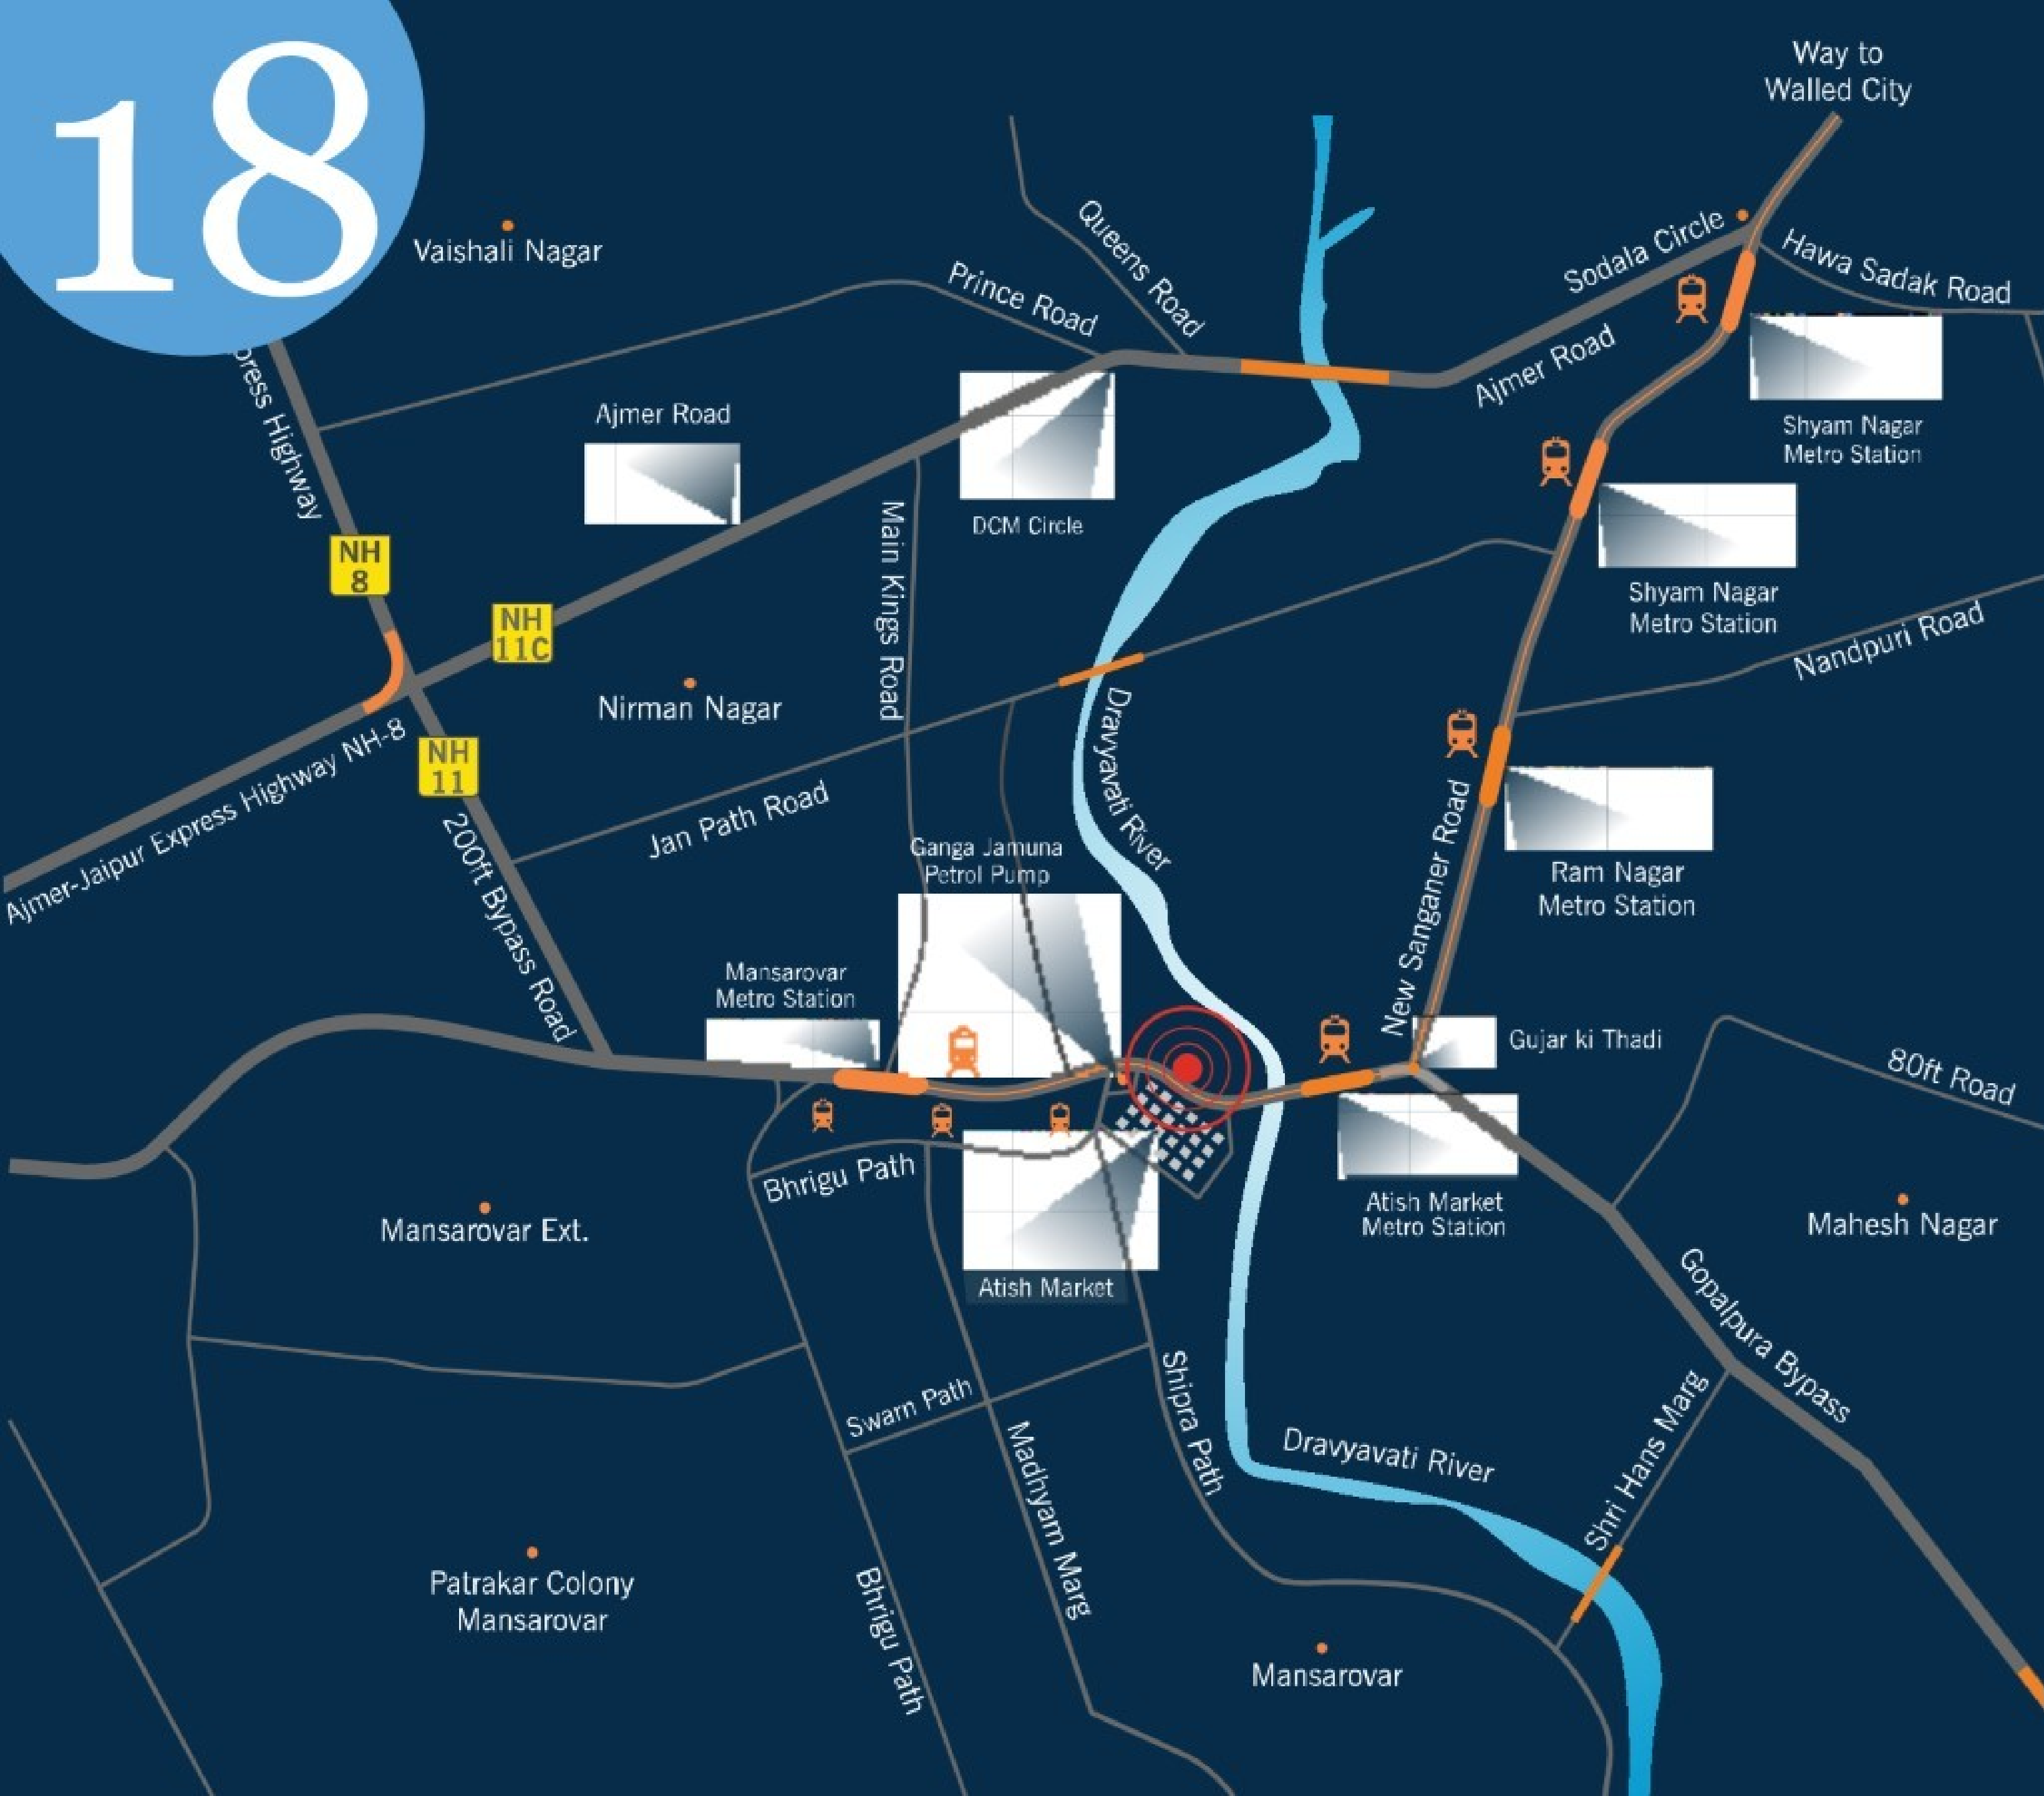 18
Way to
Walled City
Vaishali Nagar
Queens Road
Prince Road
Sodala Circle
Hawa Sadak Road
Ajmer Road
press Highway
Ajmer Road
Shyam Nagar
Metro Station
DCM Circle
Main Kings Road
NH
8
NH
11C
Shyam Nagar
Metro Station
Nandpuri Road
Nirman Nagar
Dravyavati River
Ajmer-Jaipur Express Highway NH-8
NH
11
Jan Path Road
200ft Bypass Road
Ganga Jamuna
Petrol Pump
New Sanganer Road
Ram Nagar
Metro Station
Mansarovar
Metro Station
Gujar ki Thadi
80ft Road
Bhrigu Path
Atish Market
Metro Station
Mansarovar Ext.
Mahesh Nagar
Atish Market
Gopalpura Bypass
Swarn Path
Shipra Path
Madhyam Marg
Dravyavati River
Shri Hans Marg
Patrakar Colony
Mansarovar
Bhrigu Path
Mansarovar